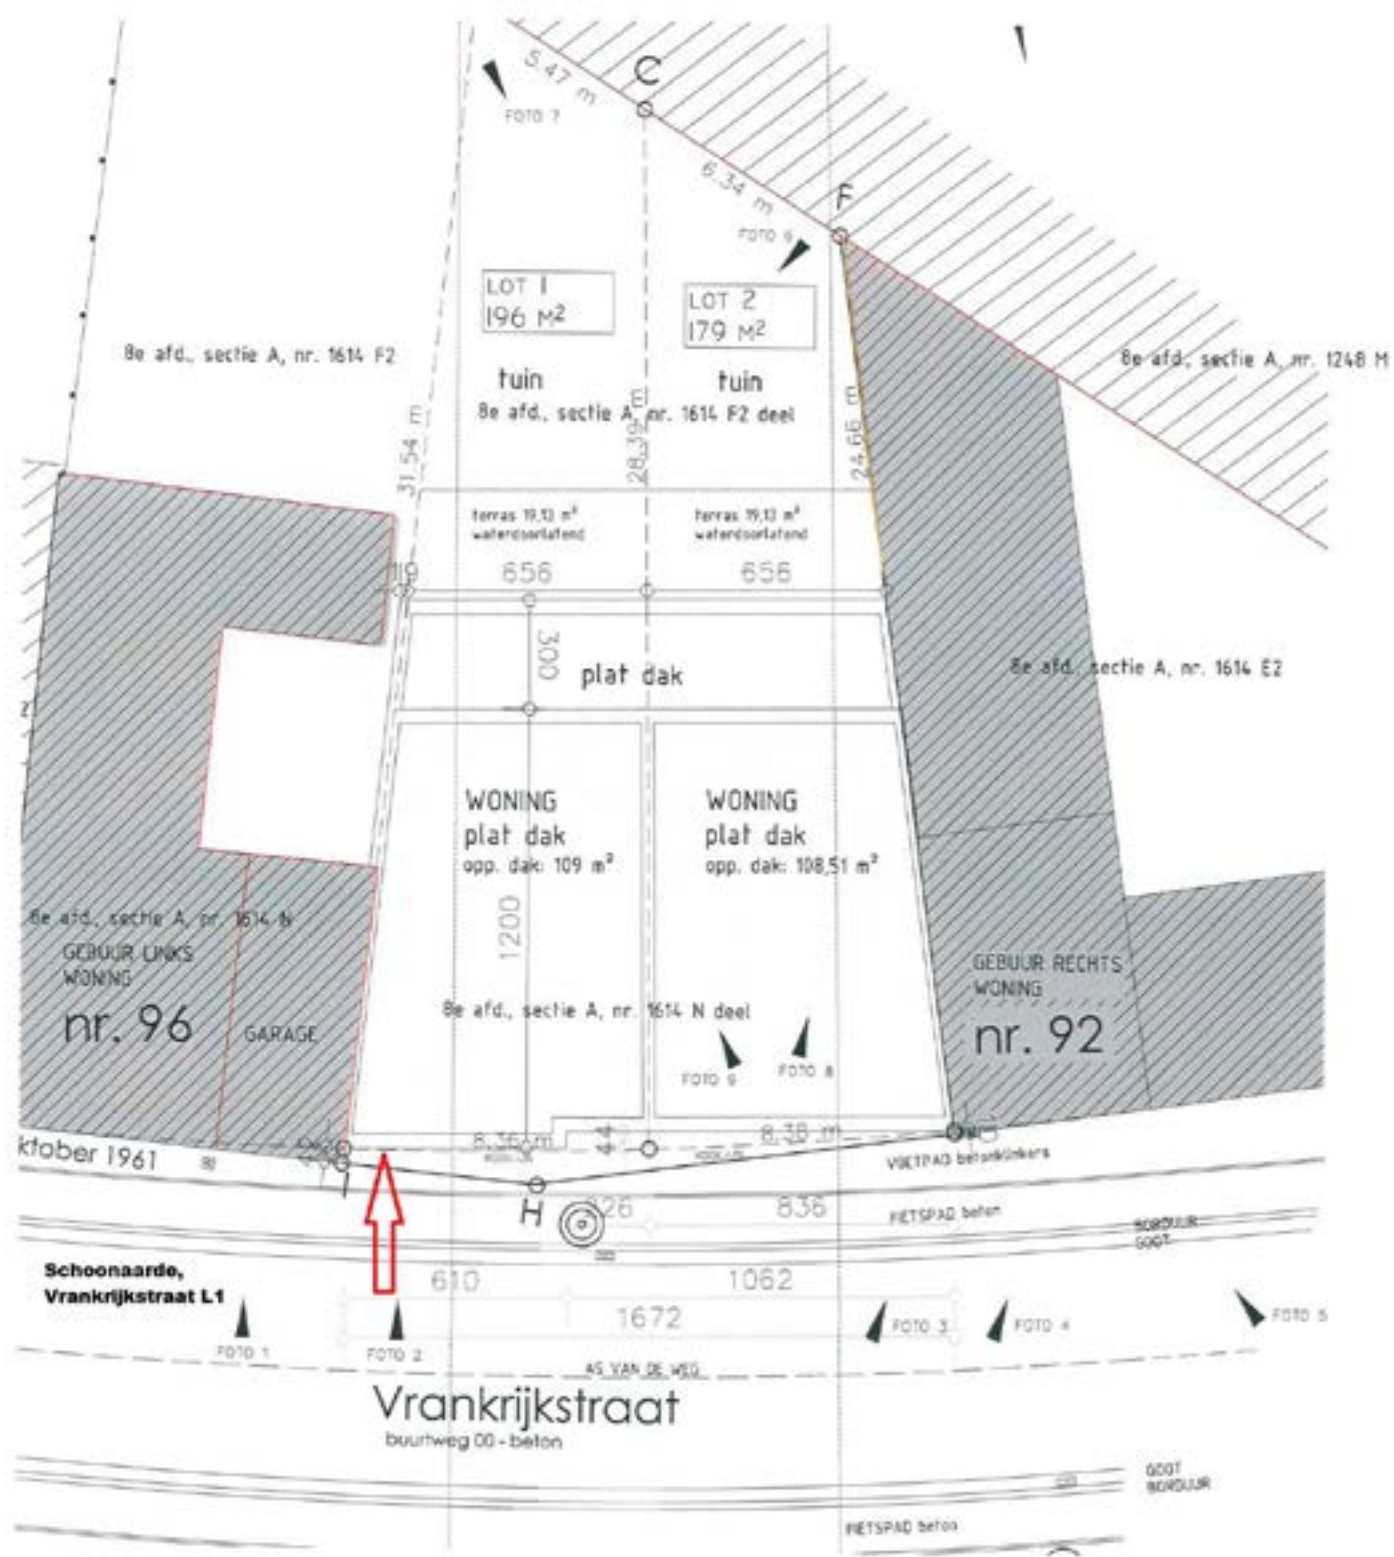 5.47 m
C
FOTO 7
6.34 m
F
FOTO 6
LOT 1
196 M²
LOT 2
179 M²
8e afd., sectie A, nr. 1614 F2
8e afd., sectie A, nr. 1248 M
tuin
tuin
8e afd., sectie A, nr. 1614 F2 deel
31.54 m
28.39 m
24.66 m
terras 19,13 m²
waterdoorlatend
terras 19,13 m²
waterdoorlatend
119
656
656
300
plat dak
8e afd., sectie A, nr. 1614 E2
WONING
plat dak
opp. dak: 109 m²
WONING
plat dak
opp. dak: 108,51 m²
1200
8e afd., sectie A, nr. 1614 N
GEBUUR LINKS
WONING
nr. 96
GARAGE
GEBUUR RECHTS
WONING
nr. 92
8e afd., sectie A, nr. 1614 N deel
FOTO 9
FOTO 8
8.36 m
44
8.36 m
ktober 1961
VOETPAD betonklinkers
I
H
226
836
FIETSPAD beton
BORDUUR
GOOT
Schoonaarde,
Vrankrijkstraat L1
610
1062
1672
FOTO 1
FOTO 2
FOTO 3
FOTO 4
FOTO 5
AS VAN DE WEG
Vrankrijkstraat
buurtweg 00 - beton
GOOT
BORDUUR
FIETSPAD beton